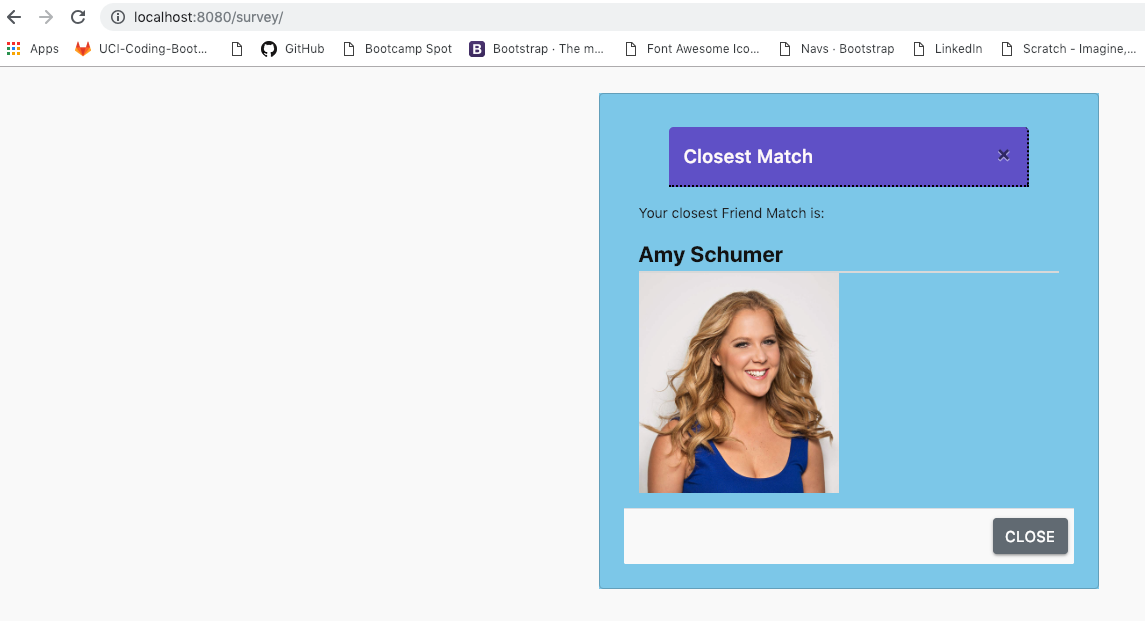 localhost:8080/survey/
Apps UCI-Coding-Boot... GitHub Bootcamp Spot B Bootstrap · The m... Font Awesome Ico... Navs · Bootstrap LinkedIn Scratch - Imagine,...
Closest Match ×
Your closest Friend Match is:
Amy Schumer
CLOSE